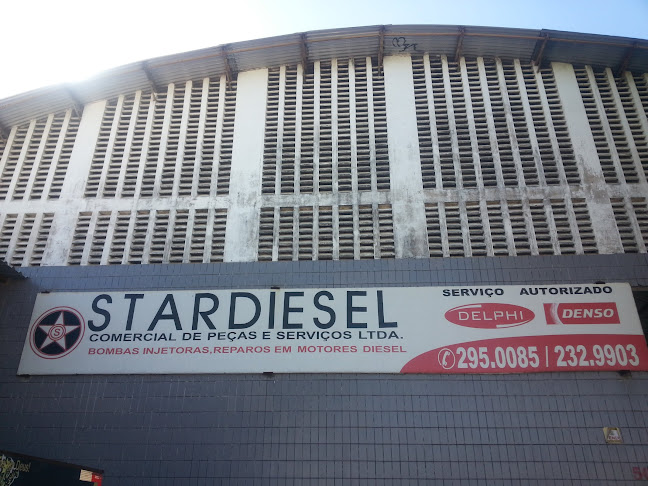 STARDIESEL
COMERCIAL DE PEÇAS E SERVIÇOS LTDA.
BOMBAS INJETORAS,REPAROS EM MOTORES DIESEL
SERVIÇO AUTORIZADO
DELPHI
DENSO
295.0085 / 232.9903
S
Deus!